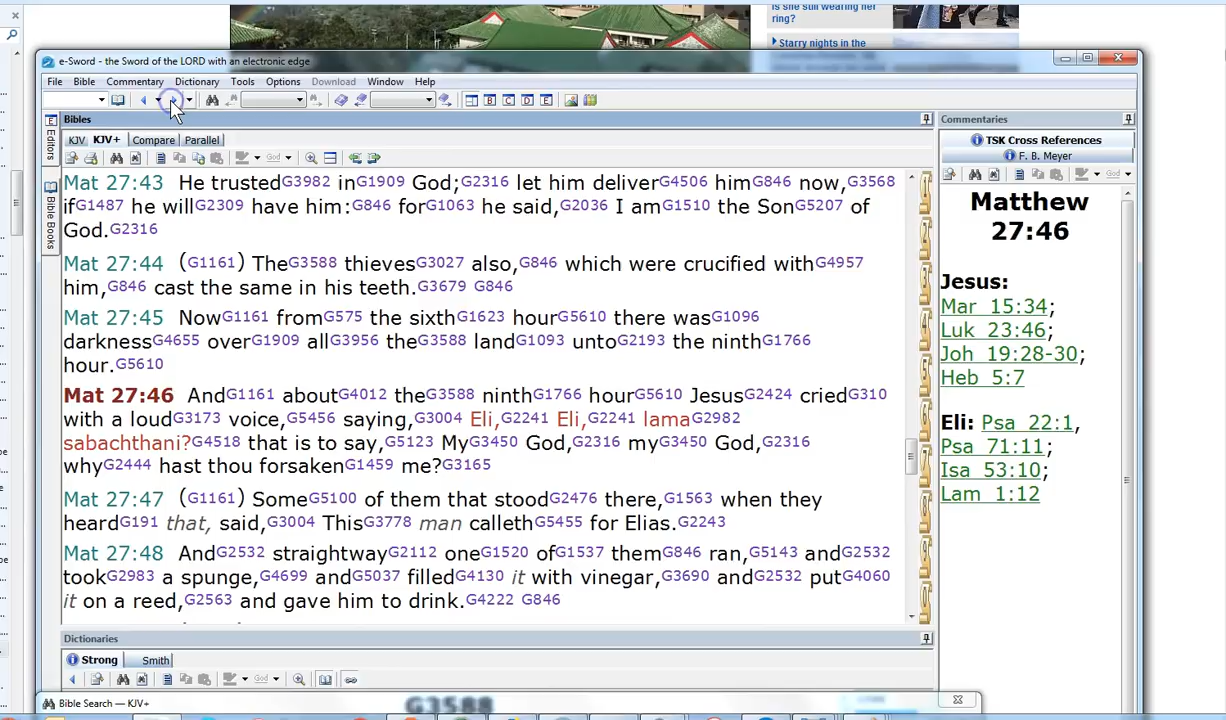 is she still wearing her
ring?
Starry nights in the
e-Sword - the Sword of the LORD with an electronic edge
File Bible Commentary Dictionary Tools Options Download Window Help
B C D E
Bibles
Commentaries
Editors
Bible Books
KJV KJV+ Compare Parallel
TSK Cross References
F. B. Meyer
God
God
Mat 27:43 He trustedG3982 inG1909 God;G2316 let him deliverG4506 himG846 now,G3568
ifG1487 he willG2309 have him:G846 forG1063 he said,G2036 I amG1510 the SonG5207 of
God.G2316
Mat 27:44 (G1161) TheG3588 thievesG3027 also,G846 which were crucified withG4957
him,G846 cast the same in his teeth.G3679 G846
Mat 27:45 NowG1161 fromG575 the sixthG1623 hourG5610 there wasG1096
darknessG4655 overG1909 allG3956 theG3588 landG1093 untoG2193 the ninthG1766
hour.G5610
Mat 27:46 AndG1161 aboutG4012 theG3588 ninthG1766 hourG5610 JesusG2424 criedG310
with a loudG3173 voice,G5456 saying,G3004 Eli,G2241 Eli,G2241 lamaG2982
sabachthani?G4518 that is to say,G5123 MyG3450 God,G2316 myG3450 God,G2316
whyG2444 hast thou forsakenG1459 me?G3165
Mat 27:47 (G1161) SomeG5100 of them that stoodG2476 there,G1563 when they
heardG191 that, said,G3004 ThisG3778 man callethG5455 for Elias.G2243
Mat 27:48 AndG2532 straightwayG2112 oneG1520 ofG1537 themG846 ran,G5143 andG2532
tookG2983 a spunge,G4699 andG5037 filledG4130 it with vinegar,G3690 andG2532 putG4060
it on a reed,G2563 and gave him to drink.G4222 G846
Matthew
27:46
Jesus:
Mar 15:34;
Luk 23:46;
Joh 19:28-30;
Heb 5:7
Eli: Psa 22:1,
Psa 71:11;
Isa 53:10;
Lam 1:12
Dictionaries
Strong Smith
God
Bible Search — KJV+
G3588